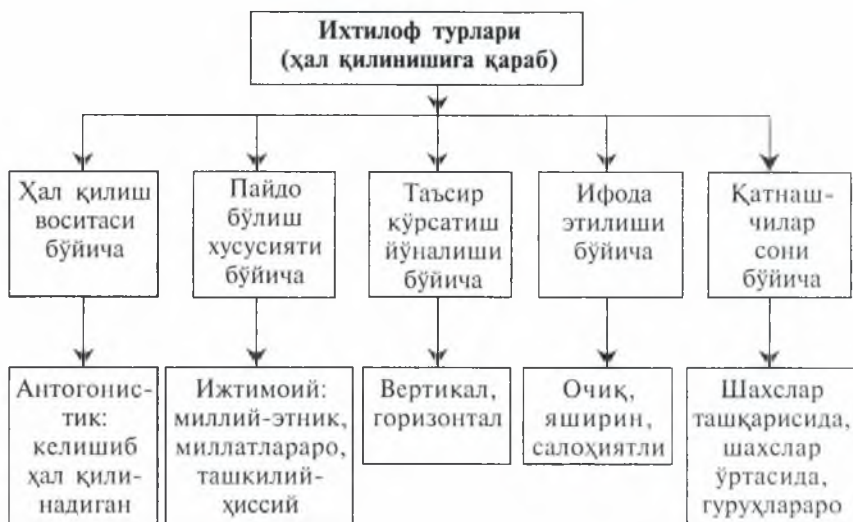 Ихтилоф турлари
(ҳал қилинишига қараб)
Ҳал қилиш
воситаси
бўйича
Пайдо
бўлиш
хусусияти
бўйича
Таъсир
кўрсатиш
йўналиши
бўйича
Ифода
этилиши
бўйича
Қатнаш-
чилар
сони
бўйича
Антогонис-
тик:
келишиб
ҳал қили-
надиган
Ижтимоий:
миллий-этник,
миллатлараро,
ташкилий-
ҳиссий
Вертикал,
горизонтал
Очиқ,
яширин,
салоҳиятли
Шахслар
ташқарисида,
шахслар
ўртасида,
гуруҳлараро